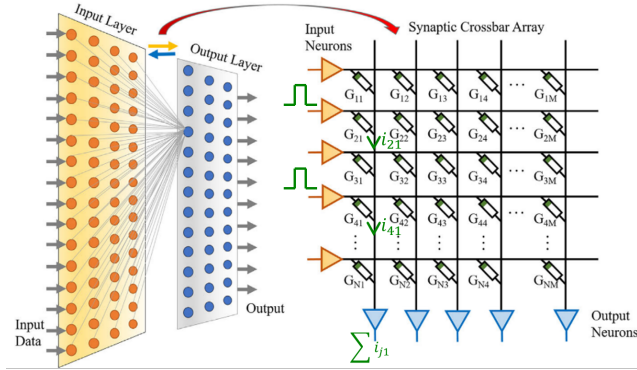 Input Layer
Output Layer
Input
Data
Output
Synaptic Crossbar Array
Input
Neurons
G11 G12 G13 G14 ... G1M
G21 G22 G23 G24 ... G2M
i21
G31 G32 G33 G34 ... G3M
G41 G42 G43 G44 ... G4M
i41
GN1 GN2 GN3 GN4 GNM
Output
Neurons
∑ ij1